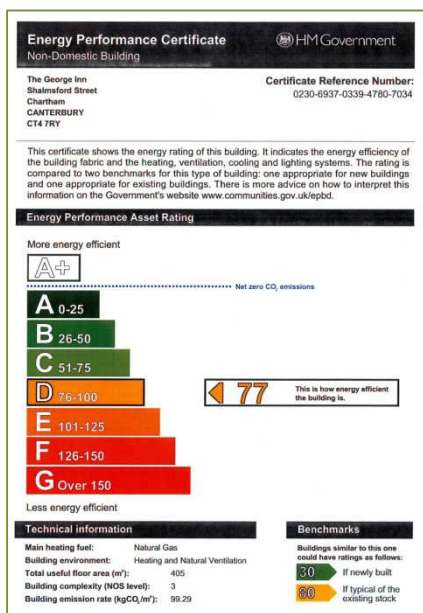 Energy Performance Certificate
Non-Domestic Building
HM Government
The George Inn
Shalmsford Street
Chartham
CANTERBURY
CT4 7RY
Certificate Reference Number:
0230-6937-0339-4780-7034
This certificate shows the energy rating of this building. It indicates the energy efficiency of
the building fabric and the heating, ventilation, cooling and lighting systems. The rating is
compared to two benchmarks for this type of building: one appropriate for new buildings
and one appropriate for existing buildings. There is more advice on how to interpret this
information on the Government's website www.communities.gov.uk/epbd.
Energy Performance Asset Rating
More energy efficient
A+
Net zero CO₂ emissions
A 0-25
B 26-50
C 51-75
D 76-100
77
This is how energy efficient
the building is.
E 101-125
F 126-150
G Over 150
Less energy efficient
Technical information
Main heating fuel: Natural Gas
Building environment: Heating and Natural Ventilation
Total useful floor area (m²): 405
Building complexity (NOS level): 3
Building emission rate (kgCO₂/m²): 99.29
Benchmarks
Buildings similar to this one
could have ratings as follows:
30 If newly built
80 If typical of the
existing stock